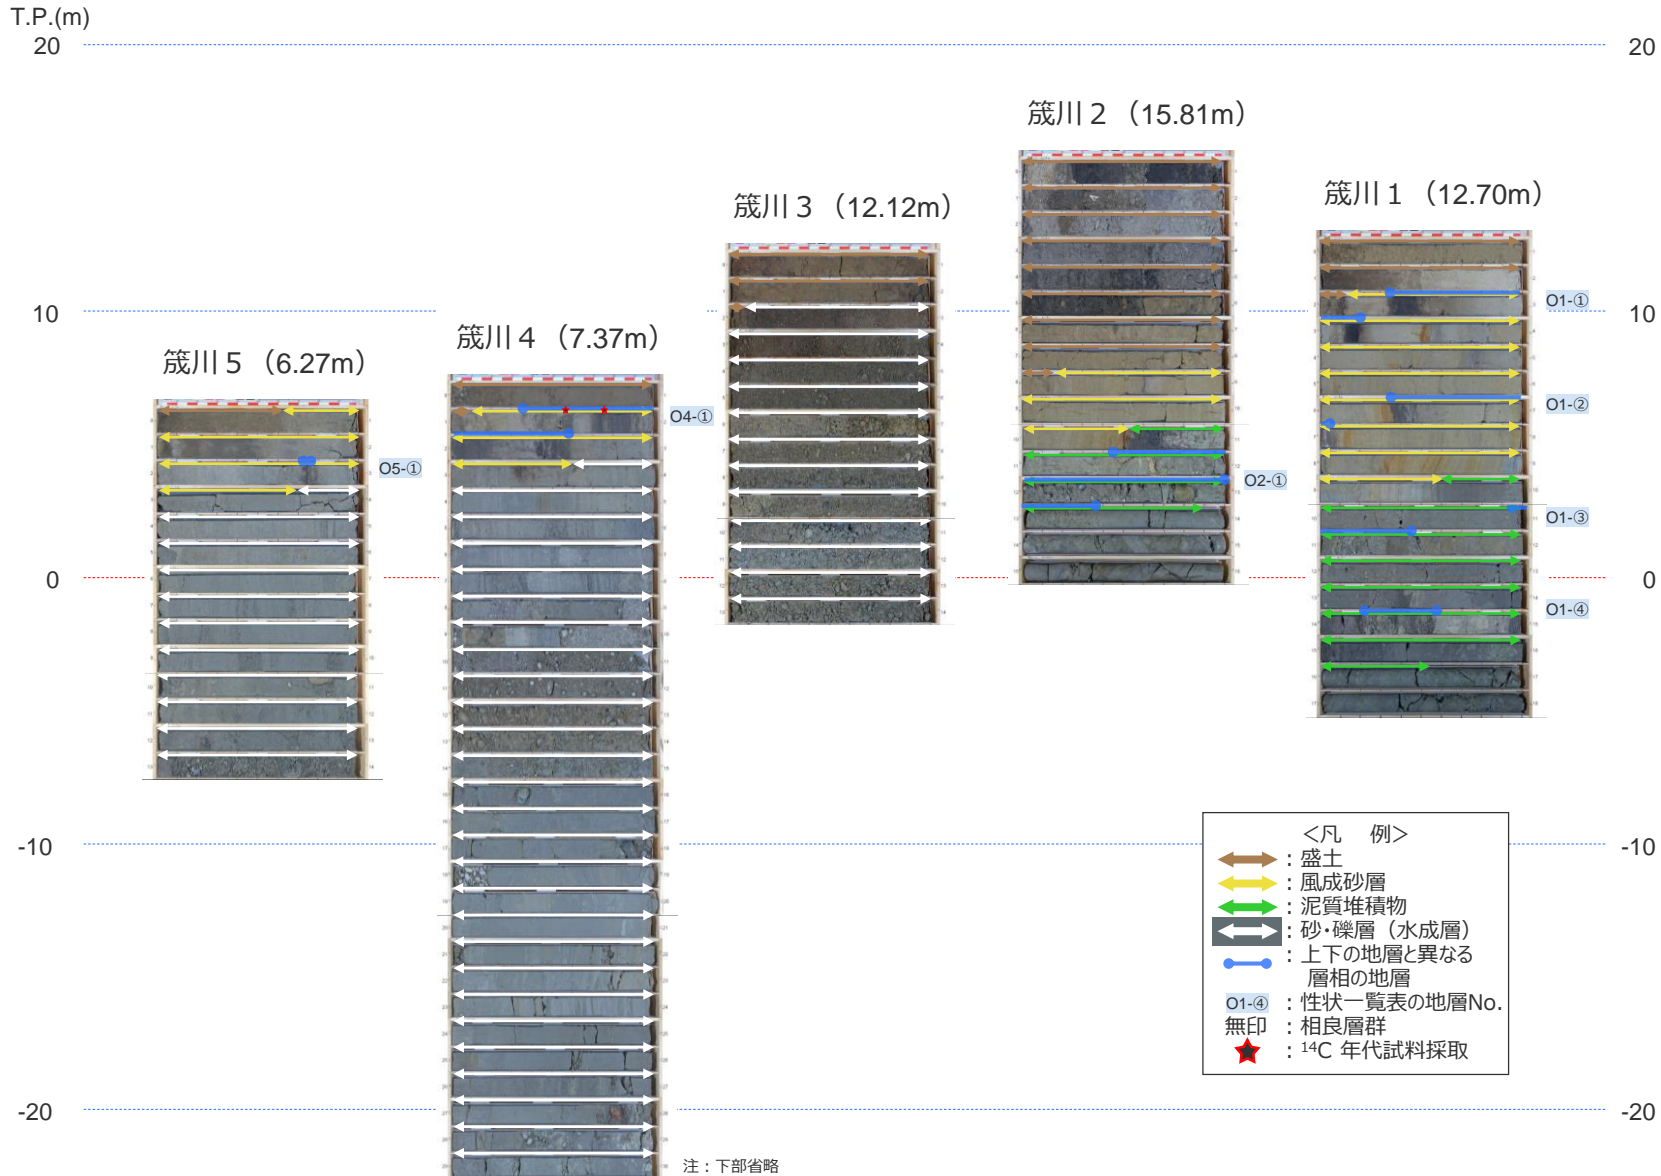 T.P.(m)
20
20
筬川２（15.81m）
筬川３（12.12m）
筬川１（12.70m）
O1-①
10
10
筬川４（7.37m）
筬川５（6.27m）
O1-②
O4-①
O5-①
O2-①
O1-③
0
0
O1-④
-10
-10
＜凡　例＞
：盛土
：風成砂層
：泥質堆積物
：砂・礫層（水成層）
：上下の地層と異なる
層相の地層
O1-④：性状一覧表の地層No.
無印：相良層群
：14C 年代試料採取
-20
-20
注：下部省略